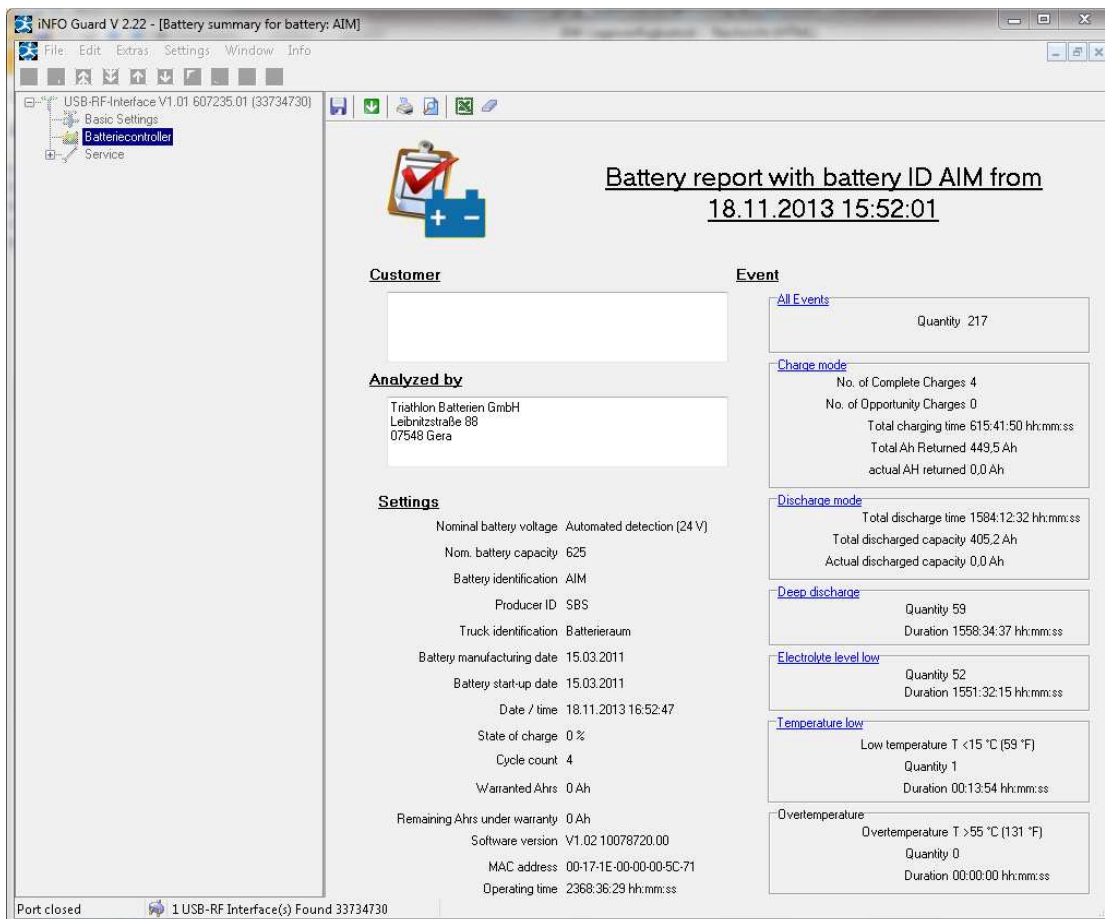 iNFO Guard V 2.22 - [Battery summary for battery: AIM]
File Edit Extras Settings Window Info
USB-RF-Interface V1.01 607235.01 (33734730)
Basic Settings
Batteriecontroller
Service
Battery report with battery ID AIM from
18.11.2013 15:52:01
Customer
Analyzed by
Triathlon Batterien GmbH
Leibnitzstraße 88
07548 Gera
Settings
Nominal battery voltage Automated detection (24 V)
Nom. battery capacity 625
Battery identification AIM
Producer ID SBS
Truck identification Batterieraum
Battery manufacturing date 15.03.2011
Battery start-up date 15.03.2011
Date / time 18.11.2013 16:52:47
State of charge 0 %
Cycle count 4
Warranted Ahrs 0 Ah
Remaining Ahrs under warranty 0 Ah
Software version V1.02 10078720.00
MAC address 00-17-1E-00-00-00-5C-71
Operating time 2368:36:29 hh:mm:ss
Event
All Events
Quantity 217
Charge mode
No. of Complete Charges 4
No. of Opportunity Charges 0
Total charging time 615:41:50 hh:mm:ss
Total Ah Returned 449,5 Ah
actual AH returned 0,0 Ah
Discharge mode
Total discharge time 1584:12:32 hh:mm:ss
Total discharged capacity 405,2 Ah
Actual discharged capacity 0,0 Ah
Deep discharge
Quantity 59
Duration 1558:34:37 hh:mm:ss
Electrolyte level low
Quantity 52
Duration 1551:32:15 hh:mm:ss
Temperature low
Low temperature T <15 °C (59 °F)
Quantity 1
Duration 00:13:54 hh:mm:ss
Overtemperature
Overtemperature T >55 °C (131 °F)
Quantity 0
Duration 00:00:00 hh:mm:ss
Port closed
1 USB-RF Interface(s) Found 33734730